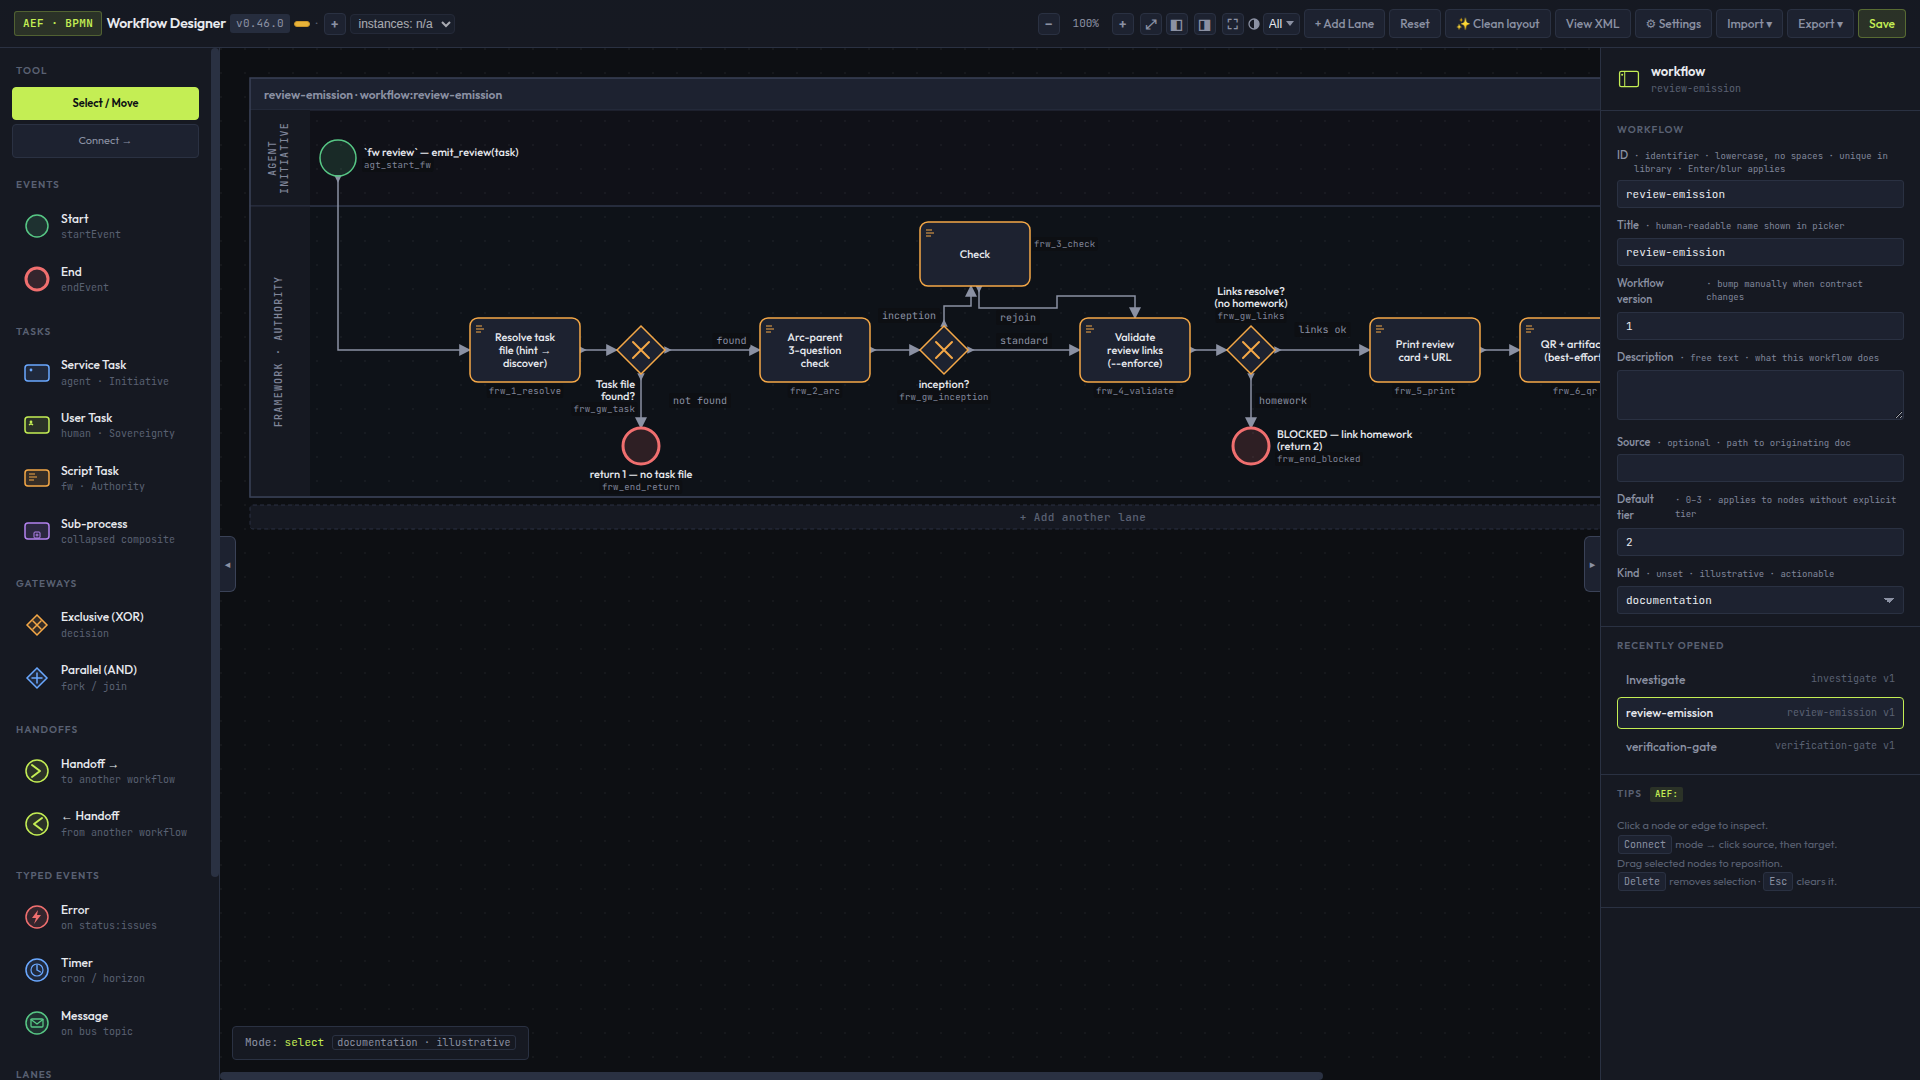 AEF · BPMN Workflow Designer v0.46.0 · + instances: n/a
− 100% + All + Add Lane Reset ✨ Clean layout View XML ⚙ Settings Import ▾ Export ▾ Save
TOOL
Select / Move
Connect →
EVENTS
Start
startEvent
End
endEvent
TASKS
Service Task
agent · Initiative
User Task
human · Sovereignty
Script Task
fw · Authority
Sub-process
collapsed composite
GATEWAYS
Exclusive (XOR)
decision
Parallel (AND)
fork / join
HANDOFFS
Handoff →
to another workflow
← Handoff
from another workflow
TYPED EVENTS
Error
on status:issues
Timer
cron / horizon
Message
on bus topic
LANES
review-emission · workflow:review-emission
AGENT
INITIATIVE
`fw review` — emit_review(task)
agt_start_fw
FRAMEWORK · AUTHORITY
Resolve task
file (hint →
discover)
frw_1_resolve
Task file
found?
frw_gw_task
found
not found
return 1 — no task file
frw_end_return
Arc-parent
3-question
check
frw_2_arc
inception
inception?
frw_gw_inception
Check
frw_3_check
rejoin
standard
Validate
review links
(--enforce)
frw_4_validate
Links resolve?
(no homework)
frw_gw_links
links ok
homework
BLOCKED — link homework
(return 2)
frw_end_blocked
Print review
card + URL
frw_5_print
QR + artifac
(best-effort
frw_6_qr
+ Add another lane
Mode: select documentation · illustrative
workflow
review-emission
WORKFLOW
ID · identifier · lowercase, no spaces · unique in
library · Enter/blur applies
review-emission
Title · human-readable name shown in picker
review-emission
Workflow
version
· bump manually when contract
changes
1
Description · free text · what this workflow does
Source · optional · path to originating doc
Default
tier
· 0–3 · applies to nodes without explicit
tier
2
Kind · unset · illustrative · actionable
documentation
RECENTLY OPENED
Investigate investigate v1
review-emission review-emission v1
verification-gate verification-gate v1
TIPS AEF:
Click a node or edge to inspect.
Connect mode → click source, then target.
Drag selected nodes to reposition.
Delete removes selection · Esc clears it.